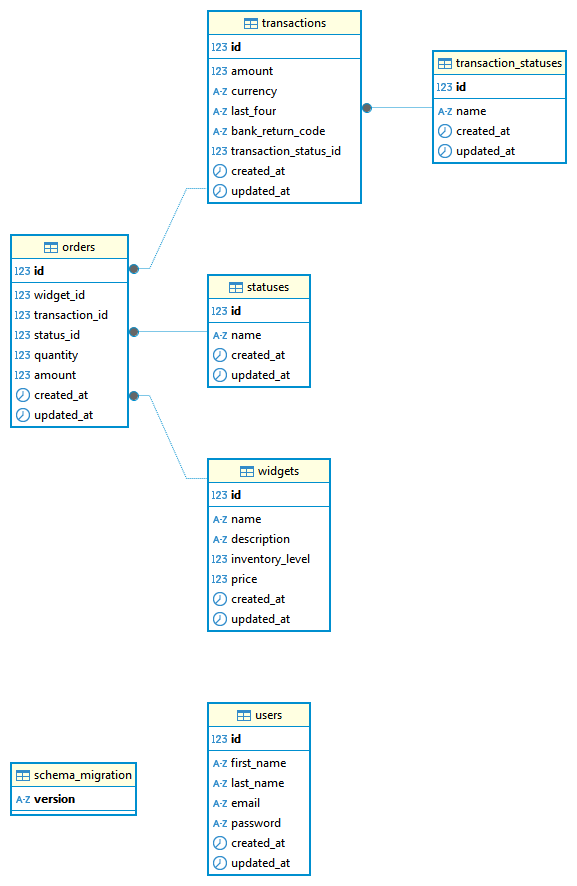 transactions
123 id
123 amount
A-Z currency
A-Z last_four
A-Z bank_return_code
123 transaction_status_id
created_at
updated_at
transaction_statuses
123 id
A-Z name
created_at
updated_at
orders
123 id
123 widget_id
123 transaction_id
123 status_id
123 quantity
123 amount
created_at
updated_at
statuses
123 id
A-Z name
created_at
updated_at
widgets
123 id
A-Z name
A-Z description
123 inventory_level
123 price
created_at
updated_at
users
123 id
A-Z first_name
A-Z last_name
A-Z email
A-Z password
created_at
updated_at
schema_migration
A-Z version